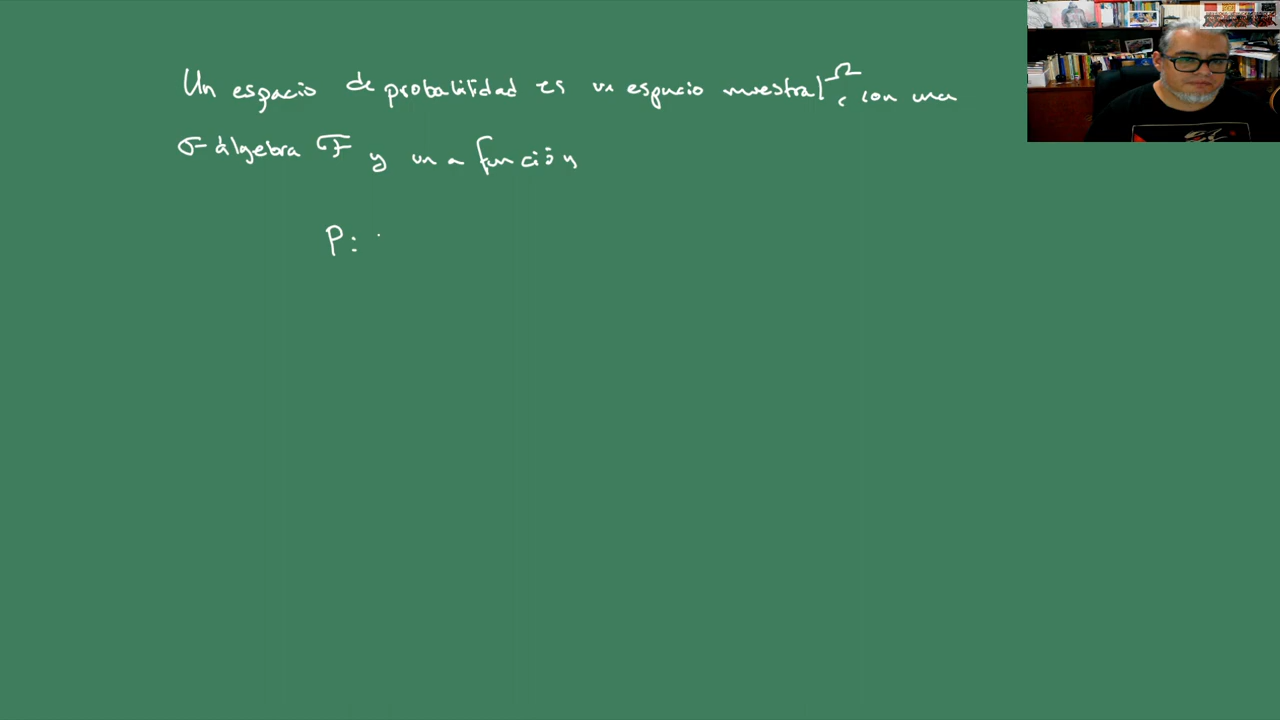 Un espacio de probabilidad es un espacio muestral Ω, con una
σ-álgebra F y una función
P: